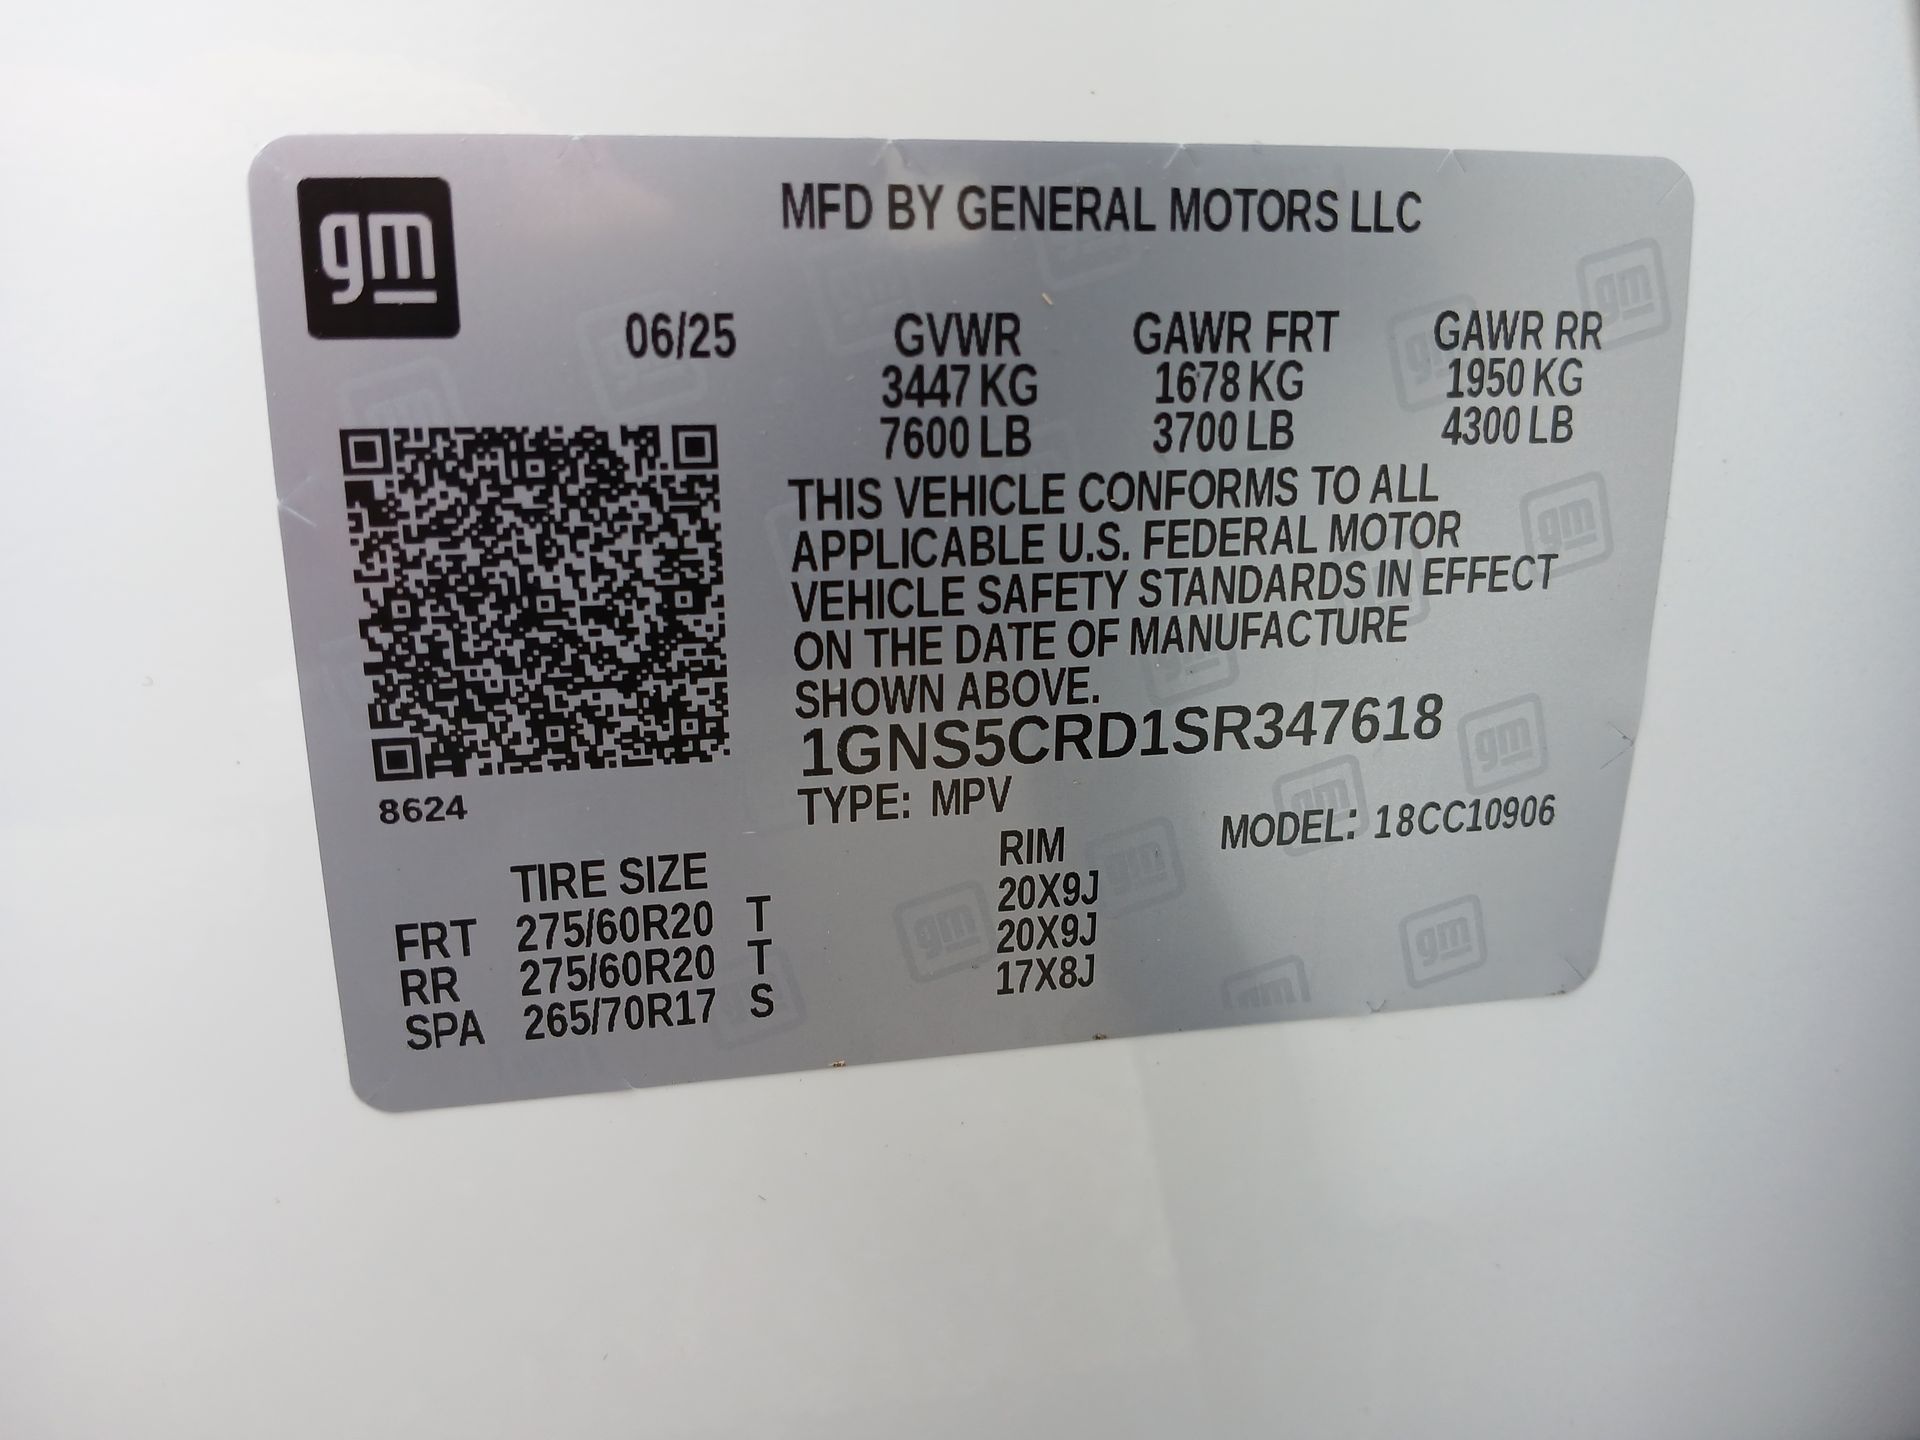 gm
MFD BY GENERAL MOTORS LLC
06/25 GVWR GAWR FRT GAWR RR
3447 KG 1678 KG 1950 KG
7600 LB 3700 LB 4300 LB
THIS VEHICLE CONFORMS TO ALL
APPLICABLE U.S. FEDERAL MOTOR
VEHICLE SAFETY STANDARDS IN EFFECT
ON THE DATE OF MANUFACTURE
SHOWN ABOVE.
1GNS5CRD1SR347618
TYPE: MPV MODEL: 18CC10906
8624
TIRE SIZE RIM
FRT 275/60R20 T 20X9J
RR 275/60R20 T 20X9J
SPA 265/70R17 S 17X8J